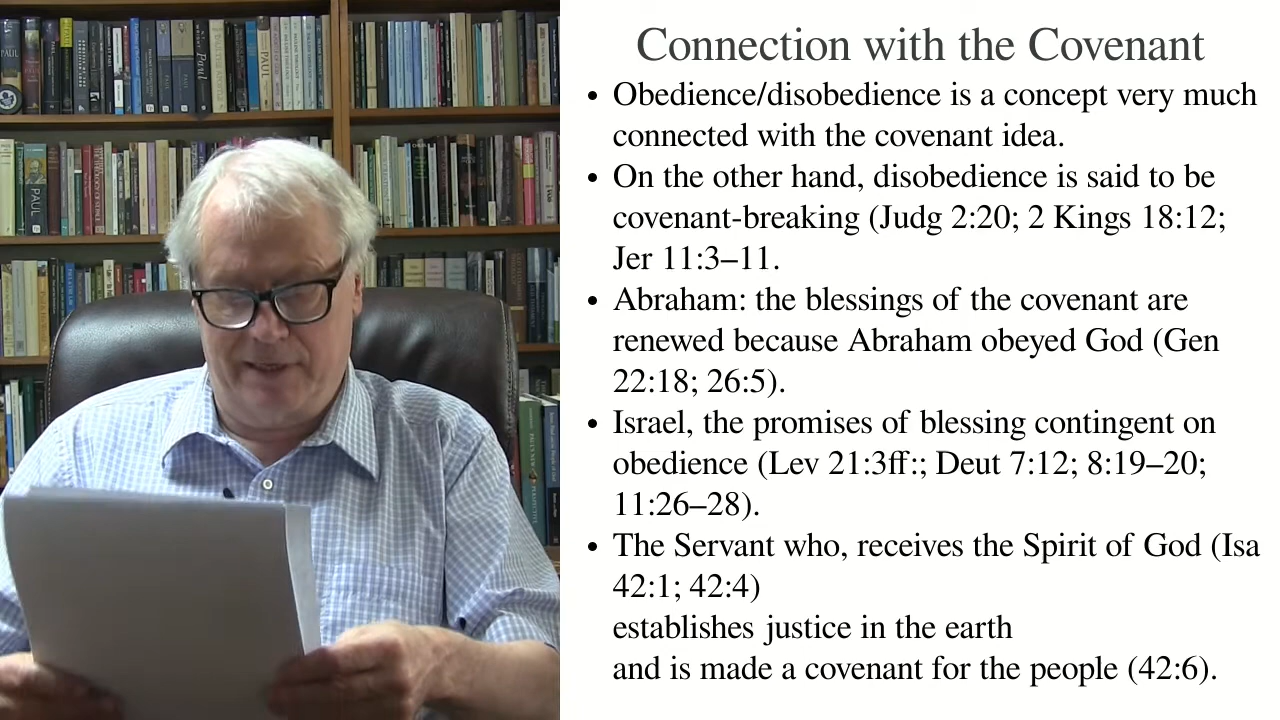 Connection with the Covenant
• Obedience/disobedience is a concept very much
connected with the covenant idea.
• On the other hand, disobedience is said to be
covenant-breaking (Judg 2:20; 2 Kings 18:12;
Jer 11:3–11.
• Abraham: the blessings of the covenant are
renewed because Abraham obeyed God (Gen
22:18; 26:5).
• Israel, the promises of blessing contingent on
obedience (Lev 21:3ff:; Deut 7:12; 8:19–20;
11:26–28).
• The Servant who, receives the Spirit of God (Isa
42:1; 42:4)
establishes justice in the earth
and is made a covenant for the people (42:6).
PAUL
PAUL
Paul
PAUL
PAUL